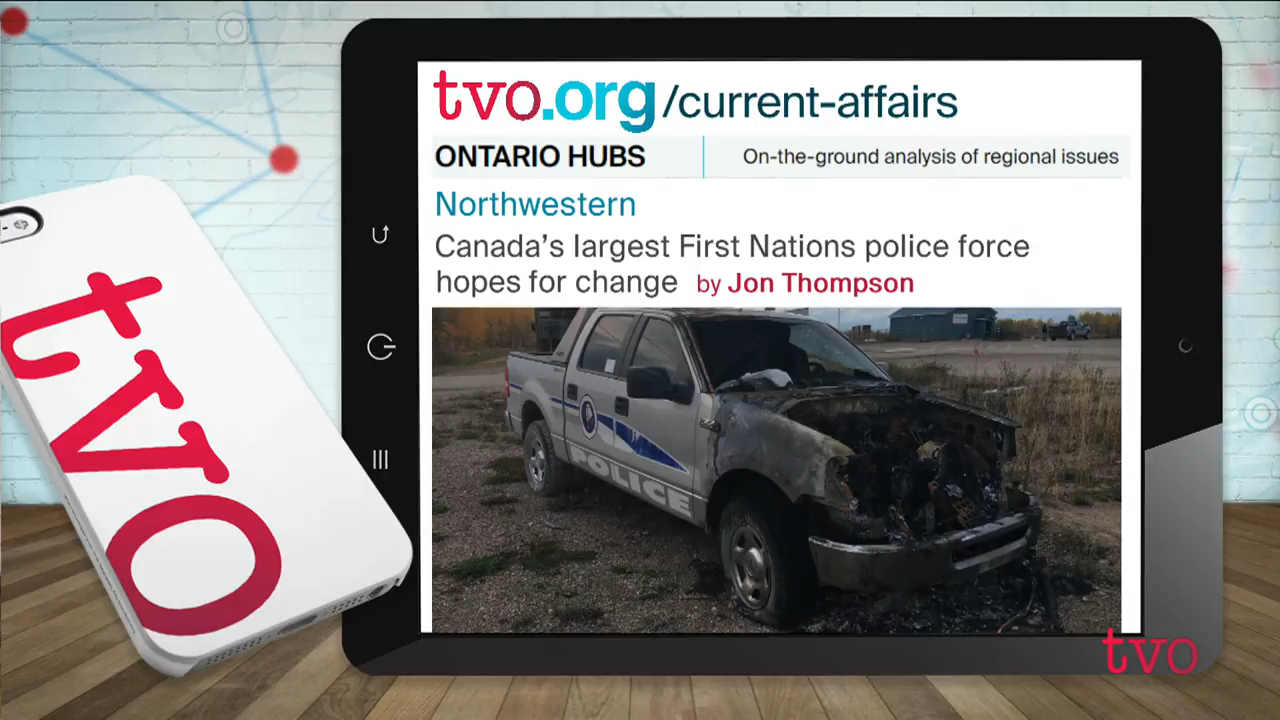 tvo.org/current-affairs
ONTARIO HUBS
On-the-ground analysis of regional issues
Northwestern
Canada's largest First Nations police force
hopes for change by Jon Thompson
POLICE
tvo
tvo